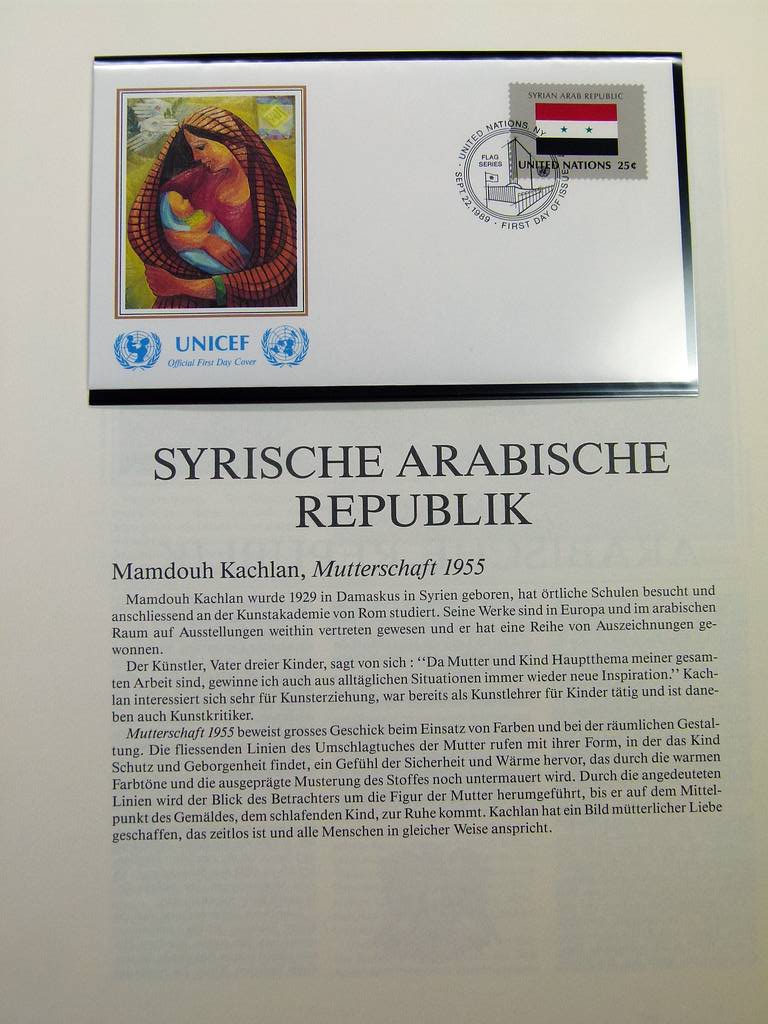 SYRIAN ARAB REPUBLIC
UNITED NATIONS 25¢
UNITED NATIONS, NY
FLAG
SERIES
SEPT. 22, 1989 - FIRST DAY OF ISSUE
UNICEF
Official First Day Cover
SYRISCHE ARABISCHE
REPUBLIK
Mamdouh Kachlan, Mutterschaft 1955
Mamdouh Kachlan wurde 1929 in Damaskus in Syrien geboren, hat örtliche Schulen besucht und
anschliessend an der Kunstakademie von Rom studiert. Seine Werke sind in Europa und im arabischen
Raum auf Ausstellungen weithin vertreten gewesen und er hat eine Reihe von Auszeichnungen ge-
wonnen.
Der Künstler, Vater dreier Kinder, sagt von sich : “Da Mutter und Kind Hauptthema meiner gesam-
ten Arbeit sind, gewinne ich auch aus alltäglichen Situationen immer wieder neue Inspiration.” Kach-
lan interessiert sich sehr für Kunsterziehung, war bereits als Kunstlehrer für Kinder tätig und ist dane-
ben auch Kunstkritiker.
Mutterschaft 1955 beweist grosses Geschick beim Einsatz von Farben und bei der räumlichen Gestal-
tung. Die fliessenden Linien des Umschlagtuches der Mutter rufen mit ihrer Form, in der das Kind
Schutz und Geborgenheit findet, ein Gefühl der Sicherheit und Wärme hervor, das durch die warmen
Farbtöne und die ausgeprägte Musterung des Stoffes noch untermauert wird. Durch die angedeuteten
Linien wird der Blick des Betrachters um die Figur der Mutter herumgeführt, bis er auf dem Mittel-
punkt des Gemäldes, dem schlafenden Kind, zur Ruhe kommt. Kachlan hat ein Bild mütterlicher Liebe
geschaffen, das zeitlos ist und alle Menschen in gleicher Weise anspricht.